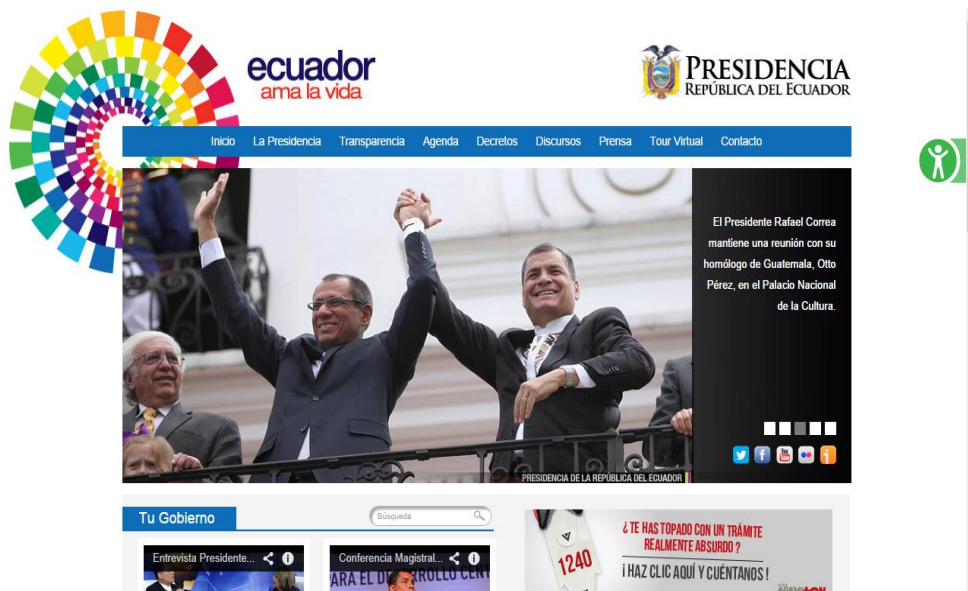 ecuador
ama la vida
PRESIDENCIA
REPÚBLICA DEL ECUADOR
Inicio La Presidencia Transparencia Agenda Decretos Discursos Prensa Tour Virtual Contacto
El Presidente Rafael Correa
mantiene una reunión con su
homólogo de Guatemala, Otto
Pérez, en el Palacio Nacional
de la Cultura.
PRESIDENCIA DE LA REPÚBLICA DEL ECUADOR
Tu Gobierno
Búsqueda
Entrevista Presidente...
Conferencia Magistral...
¿TE HAS TOPADO CON UN TRÁMITE
REALMENTE ABSURDO?
1240
¡HAZ CLIC AQUÍ Y CUÉNTANOS!